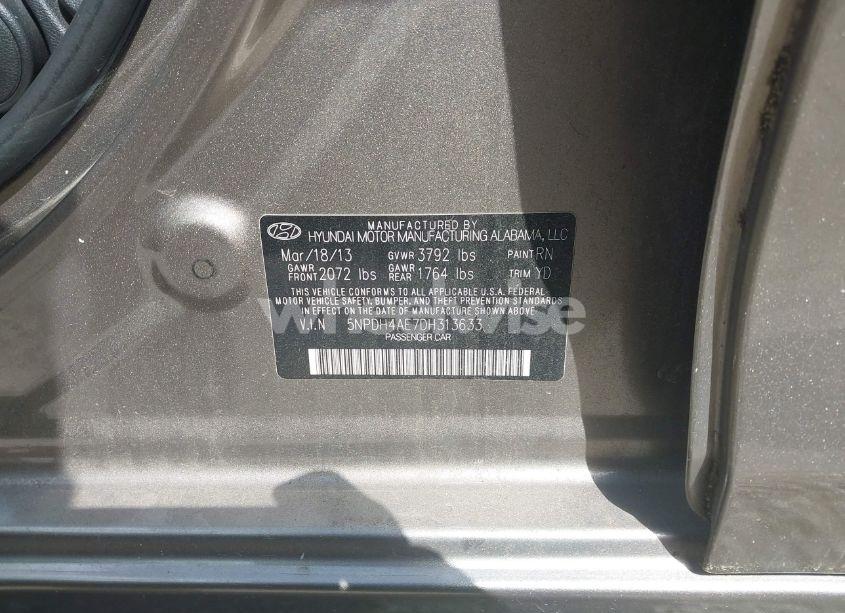 MANUFACTURED BY
HYUNDAI MOTOR MANUFACTURING ALABAMA, LLC
Mar/18/13 GVWR 3792 lbs PAINT RN
GAWR FRONT 2072 lbs GAWR REAR 1764 lbs TRIM YD
THIS VEHICLE CONFORMS TO ALL APPLICABLE U.S.A. FEDERAL
MOTOR VEHICLE SAFETY, BUMPER, AND THEFT PREVENTION STANDARDS
IN EFFECT ON THE DATE OF MANUFACTURE SHOWN ABOVE.
V.I.N 5NPDH4AE7DH313633
PASSENGER CAR